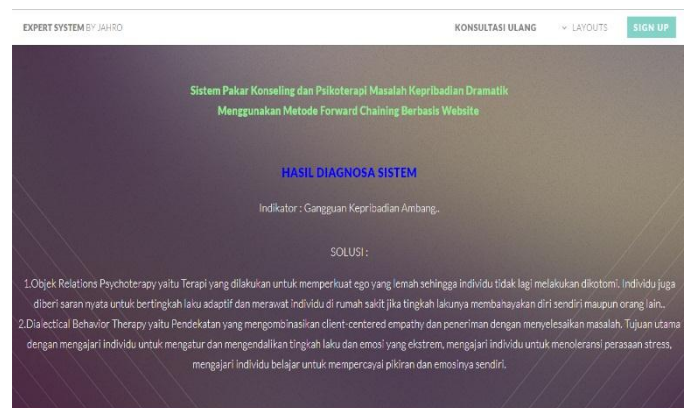 EXPERT SYSTEM BY JAHRO
KONSULTASI ULANG
LAYOUTS
SIGN UP
Sistem Pakar Konseling dan Psikoterapi Masalah Kepribadian Dramatik
Menggunakan Metode Forward Chaining Berbasis Website
HASIL DIAGNOSA SISTEM
Indikator : Gangguan Kepribadian Ambang..
SOLUSI :
1.Objek Relations Psychoterapy yaitu Terapi yang dilakukan untuk memperkuat ego yang lemah sehingga individu tidak lagi melakukan dikotomi. Individu juga
diberi saran nyata untuk bertingkah laku adaptif dan merawat individu di rumah sakit jika tingkah lakunya membahayakan diri sendiri maupun orang lain..
2.Dialectical Behavior Therapy yaitu Pendekatan yang mengombinasikan client-centered empathy dan peneriman dengan menyelesaikan masalah. Tujuan utama
dengan mengajari individu untuk mengatur dan mengendalikan tingkah laku dan emosi yang ekstrem, mengajari individu untuk menoleransi perasaan stress,
mengajari individu belajar untuk mempercayai pikiran dan emosinya sendiri.